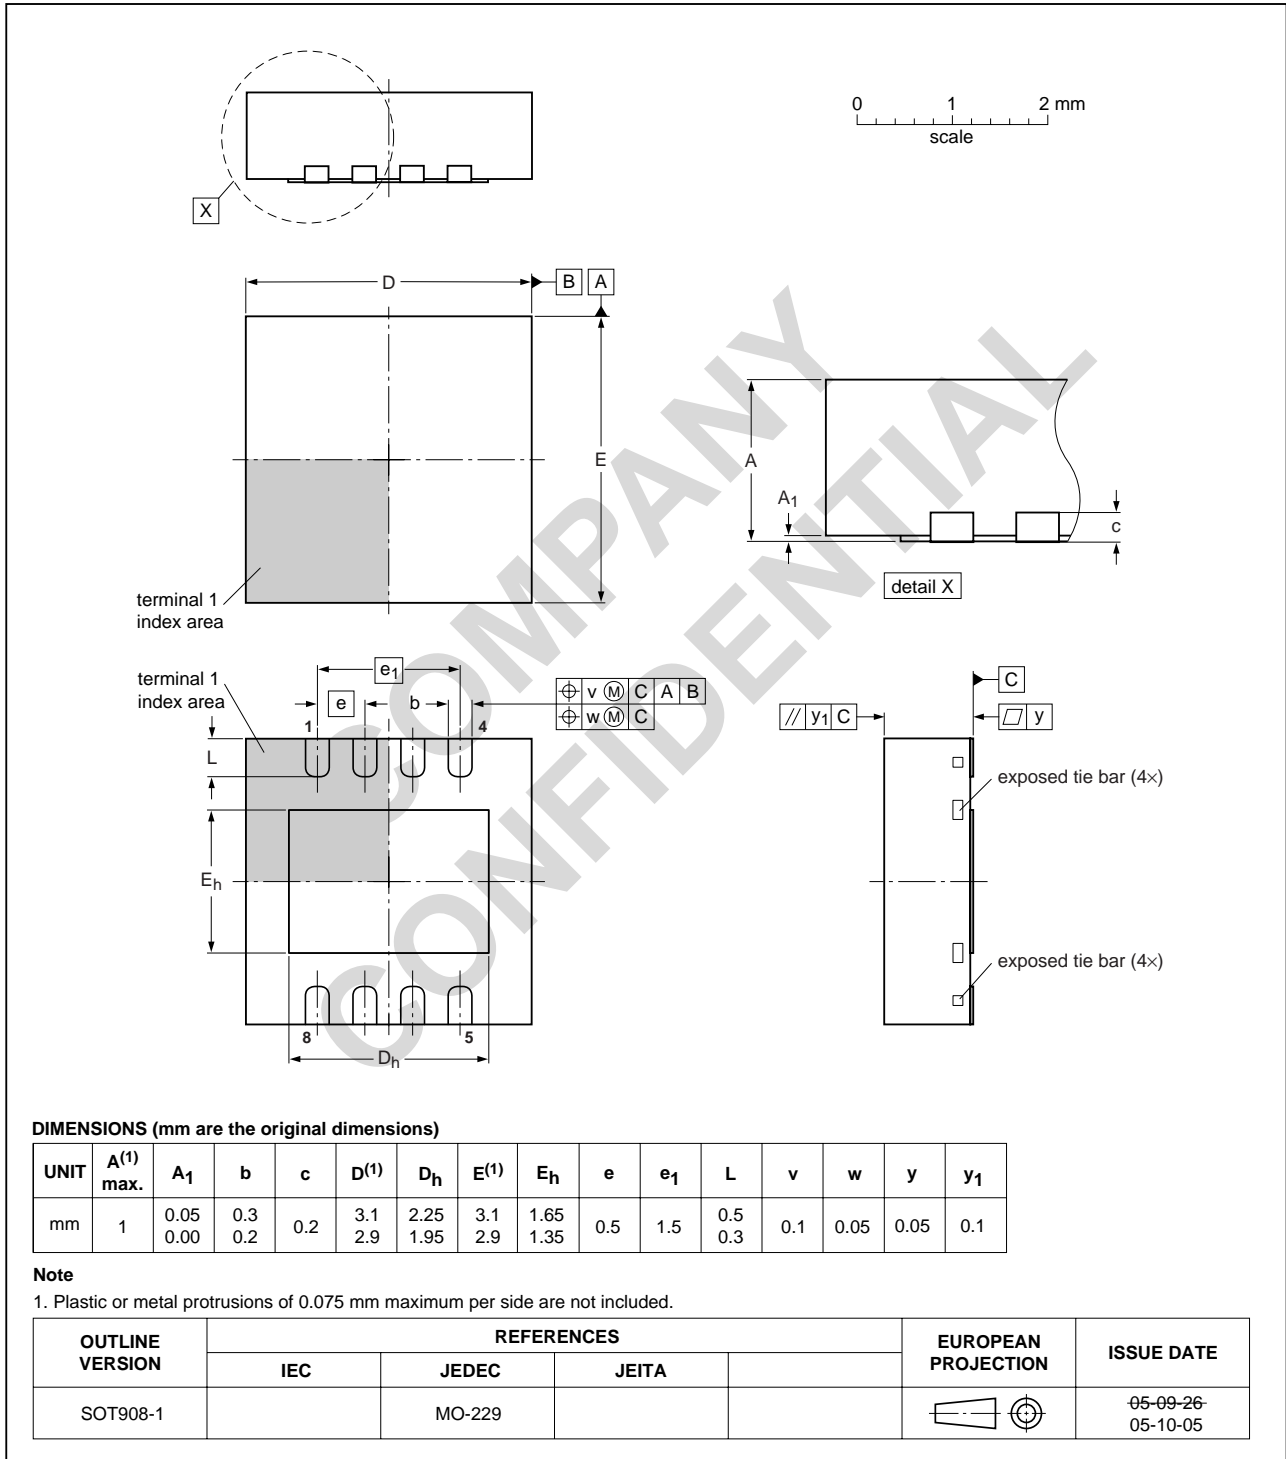 0 1 2 mm
scale
X
D
B A
E
A
A1
c
detail X
terminal 1
index area
terminal 1
index area
e1
e
b
v M C A B
w M C
1
4
L
Eh
8
5
Dh
C
// y1 C
y
exposed tie bar (4×)
exposed tie bar (4×)
COMPANY
CONFIDENTIAL
DIMENSIONS (mm are the original dimensions)
UNIT A(1) max. A1 b c D(1) Dh E(1) Eh e e1 L v w y y1
mm 1 0.05 0.00 0.3 0.2 0.2 3.1 2.9 2.25 1.95 3.1 2.9 1.65 1.35 0.5 1.5 0.5 0.3 0.1 0.05 0.05 0.1
Note
1. Plastic or metal protrusions of 0.075 mm maximum per side are not included.
OUTLINE VERSION REFERENCES EUROPEAN PROJECTION ISSUE DATE
IEC JEDEC JEITA
SOT908-1 MO-229 05-09-26
05-10-05